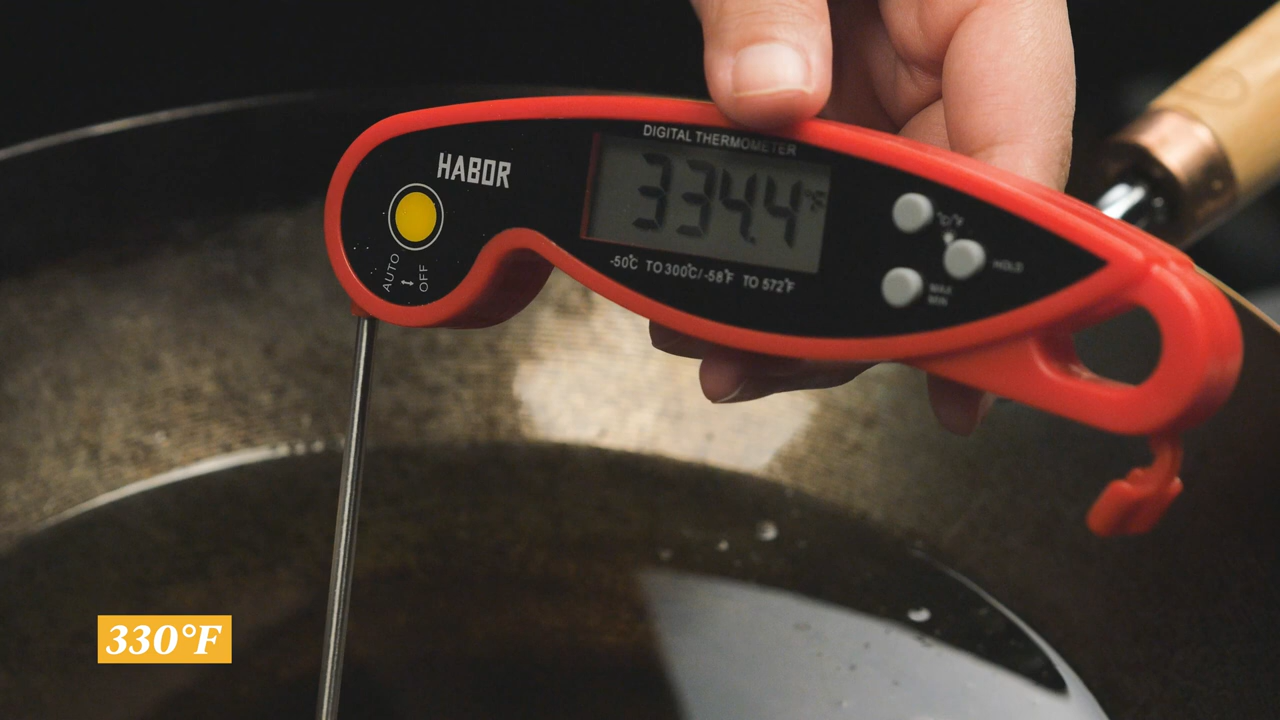 DIGITAL THERMOMETER
HABOR
334.4°F
AUTO
OFF
-50°C TO 300°C/-58°F TO 572°F
°C/°F
HOLD
MAX
MIN
330°F